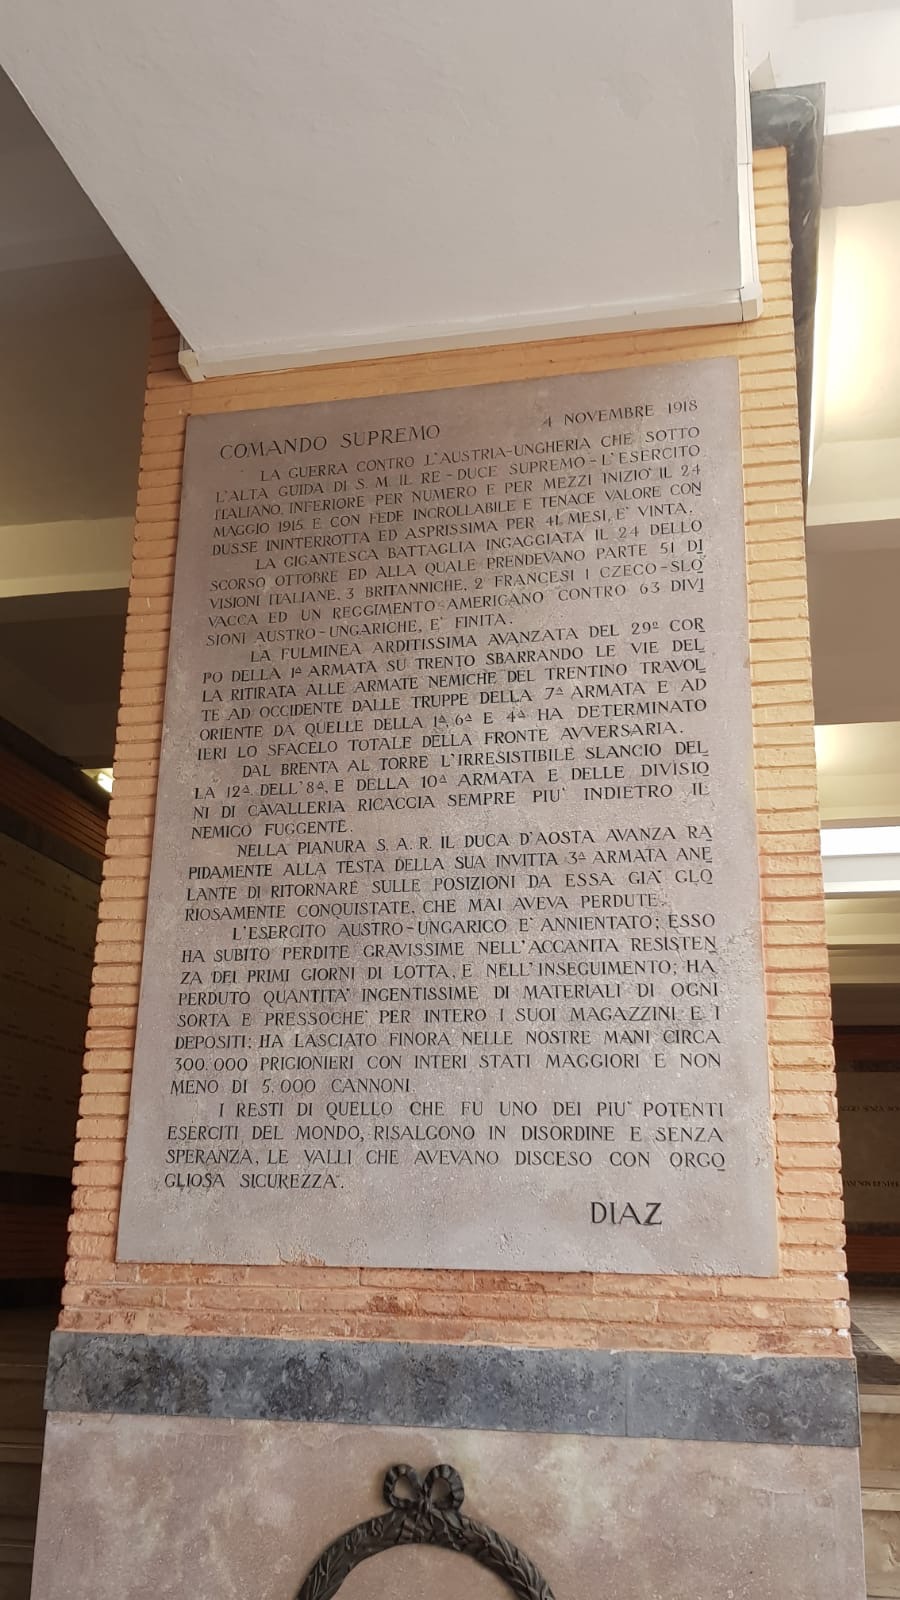 COMANDO SUPREMO 4 NOVEMBRE 1918
LA GUERRA CONTRO L'AUSTRIA-UNGHERIA CHE SOTTO
L'ALTA GUIDA DI S. M. IL RE - DUCE SUPREMO - L'ESERCITO
ITALIANO, INFERIORE PER NUMERO E PER MEZZI INIZIO' IL 24
MAGGIO 1915 E CON FEDE INCROLLABILE E TENACE VALORE CON
DUSSE ININTERROTTA ED ASPRISSIMA PER 41 MESI, E' VINTA.
LA GIGANTESCA BATTAGLIA INGAGGIATA IL 24 DELLO
SCORSO OTTOBRE ED ALLA QUALE PRENDEVANO PARTE 51 DI
VISIONI ITALIANE, 3 BRITANNICHE, 2 FRANCESI 1 CZECO-SLO
VACCA ED UN REGGIMENTO AMERICANO CONTRO 63 DIVI
SIONI AUSTRO-UNGARICHE, E' FINITA.
LA FULMINEA ARDITISSIMA AVANZATA DEL 29º COR
PO DELLA 1ª ARMATA SU TRENTO SBARRANDO LE VIE DEL
LA RITIRATA ALLE ARMATE NEMICHE DEL TRENTINO TRAVOL
TE AD OCCIDENTE DALLE TRUPPE DELLA 7ª ARMATA E AD
ORIENTE DA QUELLE DELLA 1ª, 6ª E 4ª HA DETERMINATO
IERI LO SFACELO TOTALE DELLA FRONTE AVVERSARIA.
DAL BRENTA AL TORRE L'IRRESISTIBILE SLANCIO DEL
LA 12ª, DELL'8ª, E DELLA 10ª ARMATA E DELLE DIVISIO
NI DI CAVALLERIA RICACCIA SEMPRE PIU' INDIETRO IL
NEMICO FUGGENTE.
NELLA PIANURA S. A. R. IL DUCA D'AOSTA AVANZA RA
PIDAMENTE ALLA TESTA DELLA SUA INVITTA 3ª ARMATA ANE
LANTE DI RITORNARE SULLE POSIZIONI DA ESSA GIA' GLO
RIOSAMENTE CONQUISTATE, CHE MAI AVEVA PERDUTE.
L'ESERCITO AUSTRO-UNGARICO E' ANNIENTATO; ESSO
HA SUBITO PERDITE GRAVISSIME NELL'ACCANITA RESISTEN
ZA DEI PRIMI GIORNI DI LOTTA, E NELL'INSEGUIMENTO; HA
PERDUTO QUANTITA' INGENTISSIME DI MATERIALI DI OGNI
SORTA E PRESSOCHE' PER INTERO I SUOI MAGAZZINI E I
DEPOSITI; HA LASCIATO FINORA NELLE NOSTRE MANI CIRCA
300.000 PRIGIONIERI CON INTERI STATI MAGGIORI E NON
MENO DI 5.000 CANNONI.
I RESTI DI QUELLO CHE FU UNO DEI PIU' POTENTI
ESERCITI DEL MONDO, RISALGONO IN DISORDINE E SENZA
SPERANZA, LE VALLI CHE AVEVANO DISCESO CON ORGO
GLIOSA SICUREZZA.
DIAZ